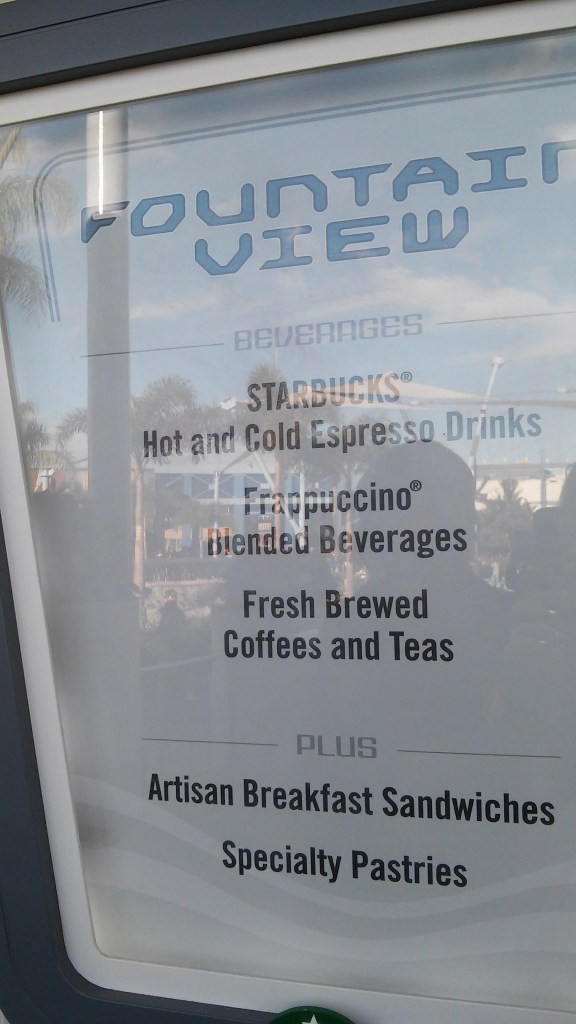 FOUNTAIN
VIEW
BEVERAGES
STARBUCKS®
Hot and Cold Espresso Drinks
Frappuccino®
Blended Beverages
Fresh Brewed
Coffees and Teas
PLUS
Artisan Breakfast Sandwiches
Specialty Pastries